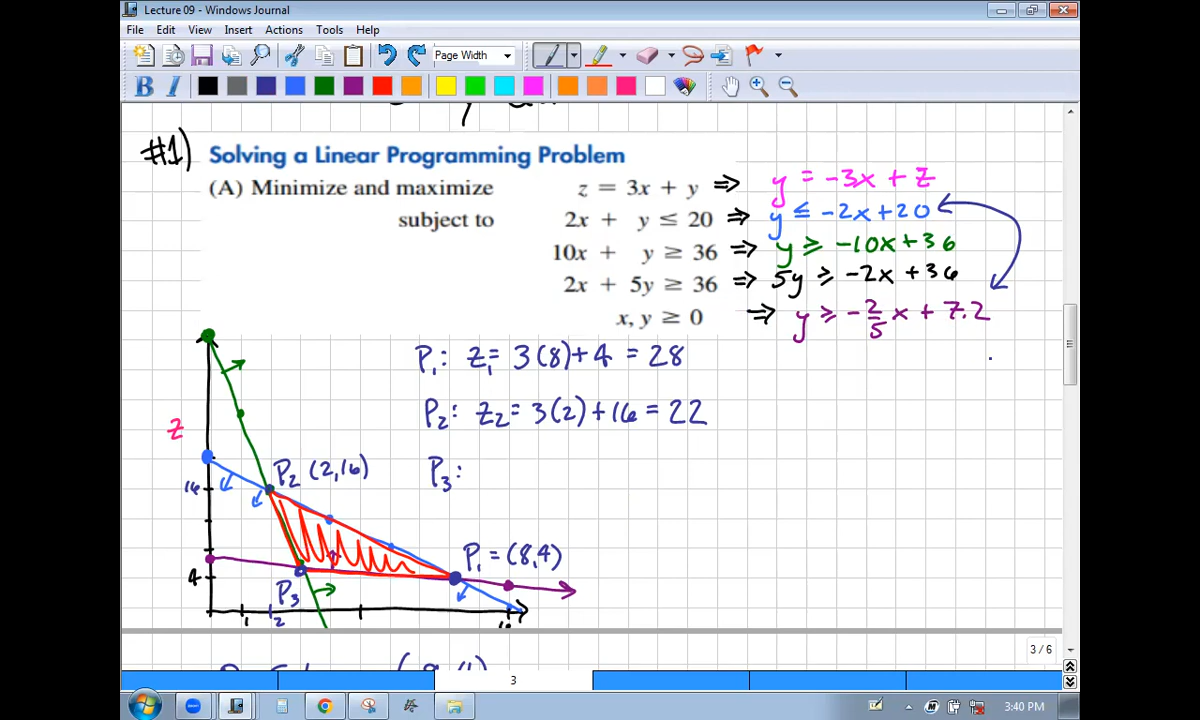 Lecture 09 - Windows Journal
File Edit View Insert Actions Tools Help
Page Width
B I
#1) Solving a Linear Programming Problem
(A) Minimize and maximize z = 3x + y ⇒ y = -3x + z
subject to 2x + y ≤ 20 ⇒ y ≤ -2x+20
10x + y ≥ 36 ⇒ y ≥ -10x+36
2x + 5y ≥ 36 ⇒ 5y ≥ -2x +36
x, y ≥ 0 ⇒ y ≥ -2/5 x + 7.2
P₁: z₁= 3(8)+4 = 28
P₂: z₂= 3(2)+16 = 22
P₃:
z
P₂ (2,16)
16
P₁ = (8,4)
4
P₃
1 2
3 / 6
3
3:40 PM